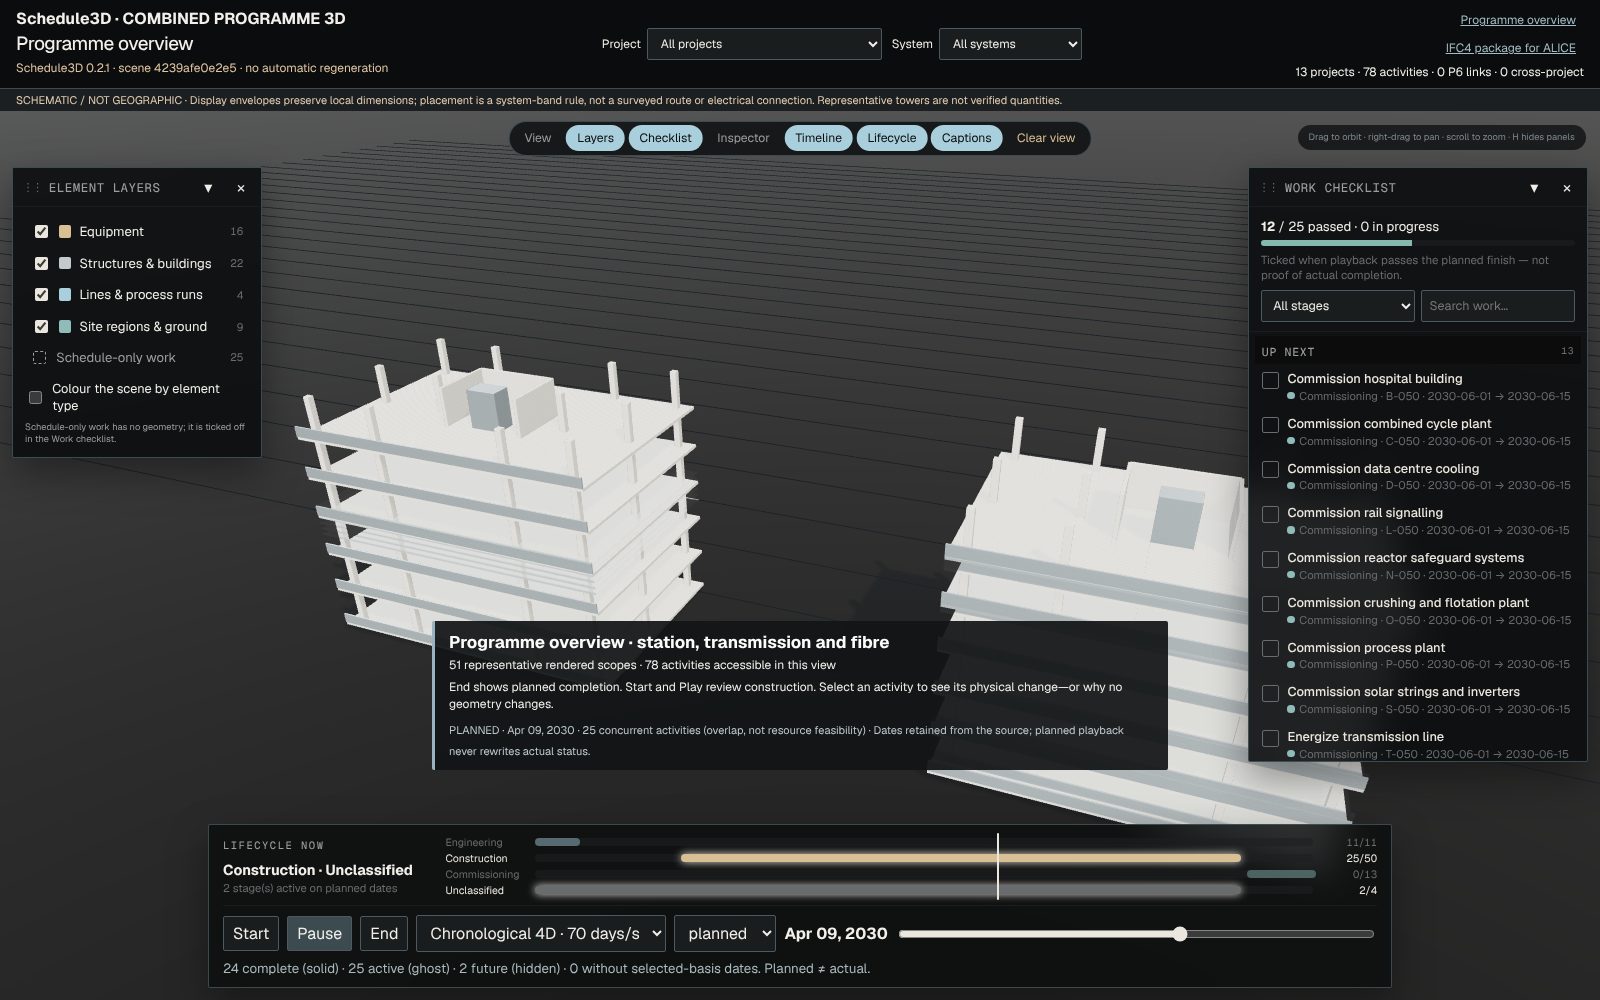 Schedule3D · COMBINED PROGRAMME 3D
Programme overview
Schedule3D 0.2.1 · scene 4239afe0e2e5 · no automatic regeneration
Project
All projects
System
All systems
Programme overview
IFC4 package for ALICE
13 projects · 78 activities · 0 P6 links · 0 cross-project
SCHEMATIC / NOT GEOGRAPHIC · Display envelopes preserve local dimensions; placement is a system-band rule, not a surveyed route or electrical connection. Representative towers are not verified quantities.
View
Layers
Checklist
Inspector
Timeline
Lifecycle
Captions
Clear view
Drag to orbit · right-drag to pan · scroll to zoom · H hides panels
ELEMENT LAYERS
Equipment 16
Structures & buildings 22
Lines & process runs 4
Site regions & ground 9
Schedule-only work 25
Colour the scene by element
type
Schedule-only work has no geometry; it is ticked off
in the Work checklist.
WORK CHECKLIST
12 / 25 passed · 0 in progress
Ticked when playback passes the planned finish — not
proof of actual completion.
All stages
Search work…
UP NEXT 13
Commission hospital building
Commissioning · B-050 · 2030-06-01 → 2030-06-15
Commission combined cycle plant
Commissioning · C-050 · 2030-06-01 → 2030-06-15
Commission data centre cooling
Commissioning · D-050 · 2030-06-01 → 2030-06-15
Commission rail signalling
Commissioning · L-050 · 2030-06-01 → 2030-06-15
Commission reactor safeguard systems
Commissioning · N-050 · 2030-06-01 → 2030-06-15
Commission crushing and flotation plant
Commissioning · O-050 · 2030-06-01 → 2030-06-15
Commission process plant
Commissioning · P-050 · 2030-06-01 → 2030-06-15
Commission solar strings and inverters
Commissioning · S-050 · 2030-06-01 → 2030-06-15
Energize transmission line
Commissioning · T-050 · 2030-06-01 → 2030-06-15
Programme overview · station, transmission and fibre
51 representative rendered scopes · 78 activities accessible in this view
End shows planned completion. Start and Play review construction. Select an activity to see its physical change—or why no
geometry changes.
PLANNED · Apr 09, 2030 · 25 concurrent activities (overlap, not resource feasibility) · Dates retained from the source; planned playback
never rewrites actual status.
LIFECYCLE NOW
Construction · Unclassified
2 stage(s) active on planned dates
Engineering 11/11
Construction 25/50
Commissioning 0/13
Unclassified 2/4
Start
Pause
End
Chronological 4D · 70 days/s
planned
Apr 09, 2030
24 complete (solid) · 25 active (ghost) · 2 future (hidden) · 0 without selected-basis dates. Planned ≠ actual.